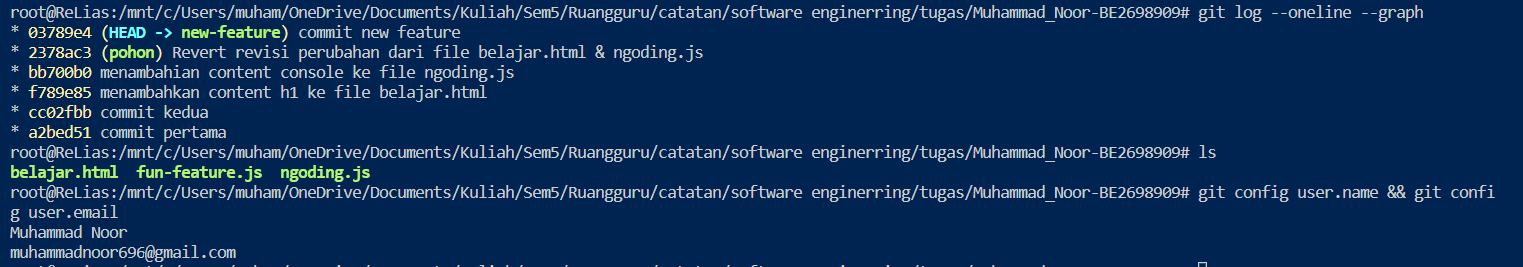 root@ReLias:/mnt/c/Users/muham/OneDrive/Documents/Kuliah/Sem5/Ruangguru/catatan/software enginerring/tugas/Muhammad_Noor-BE2698909# git log --oneline --graph
* 03789e4 (HEAD -> new-feature) commit new feature
* 2378ac3 (pohon) Revert revisi perubahan dari file belajar.html & ngoding.js
* bb700b0 menambahian content console ke file ngoding.js
* f789e85 menambahkan content h1 ke file belajar.html
* cc02fbb commit kedua
* a2bed51 commit pertama
root@ReLias:/mnt/c/Users/muham/OneDrive/Documents/Kuliah/Sem5/Ruangguru/catatan/software enginerring/tugas/Muhammad_Noor-BE2698909# ls
belajar.html  fun-feature.js  ngoding.js
root@ReLias:/mnt/c/Users/muham/OneDrive/Documents/Kuliah/Sem5/Ruangguru/catatan/software enginerring/tugas/Muhammad_Noor-BE2698909# git config user.name && git confi
g user.email
Muhammad Noor
muhammadnoor696@gmail.com